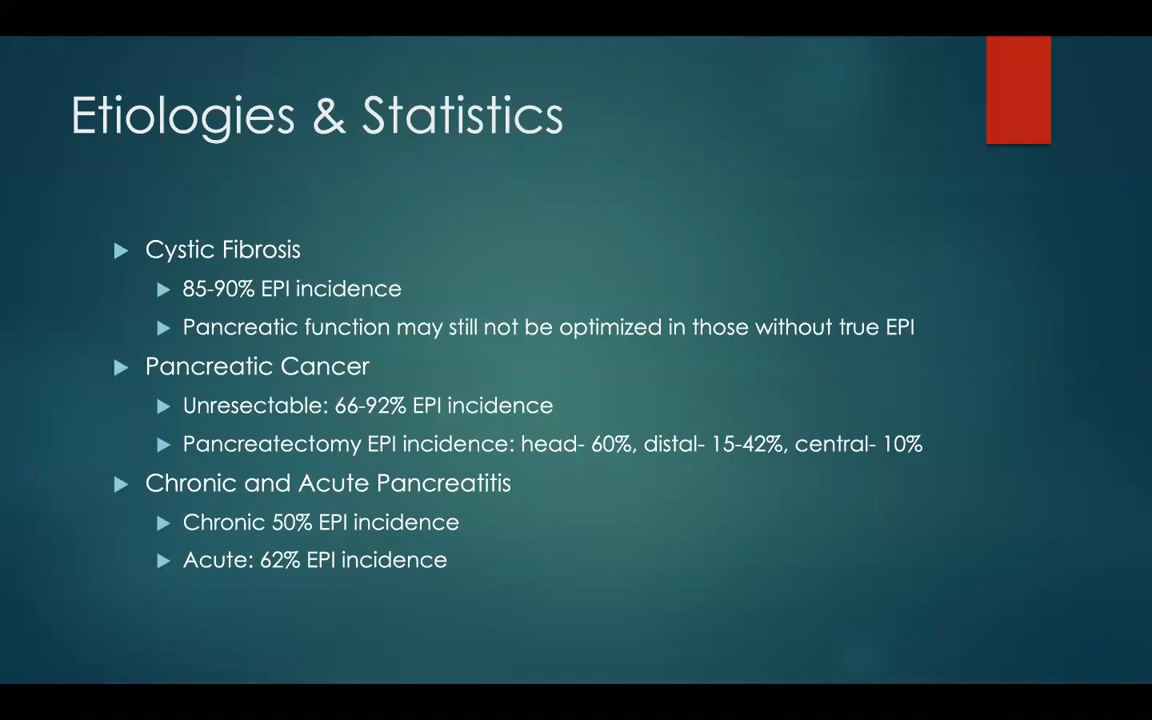 Etiologies & Statistics
Cystic Fibrosis
85-90% EPI incidence
Pancreatic function may still not be optimized in those without true EPI
Pancreatic Cancer
Unresectable: 66-92% EPI incidence
Pancreatectomy EPI incidence: head- 60%, distal- 15-42%, central- 10%
Chronic and Acute Pancreatitis
Chronic 50% EPI incidence
Acute: 62% EPI incidence